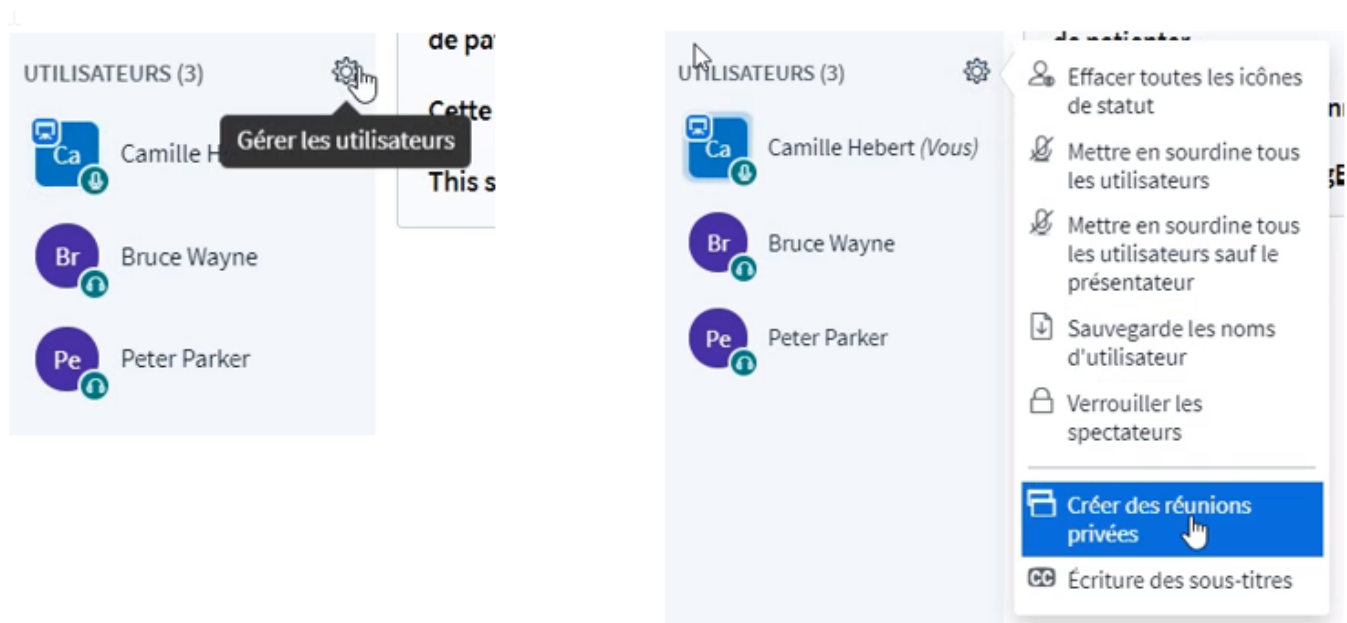 de pa
UTILISATEURS (3)
Cette
Gérer les utilisateurs
Ca
Camille H
This s
Br
Bruce Wayne
Pe
Peter Parker
de patienter
UTILISATEURS (3)
Effacer toutes les icônes
de statut
Ca
Camille Hebert (Vous)
Mettre en sourdine tous
les utilisateurs
Br
Bruce Wayne
Mettre en sourdine tous
les utilisateurs sauf le
présentateur
Pe
Peter Parker
Sauvegarde les noms
d'utilisateur
Verrouiller les
spectateurs
Créer des réunions
privées
CC
Écriture des sous-titres